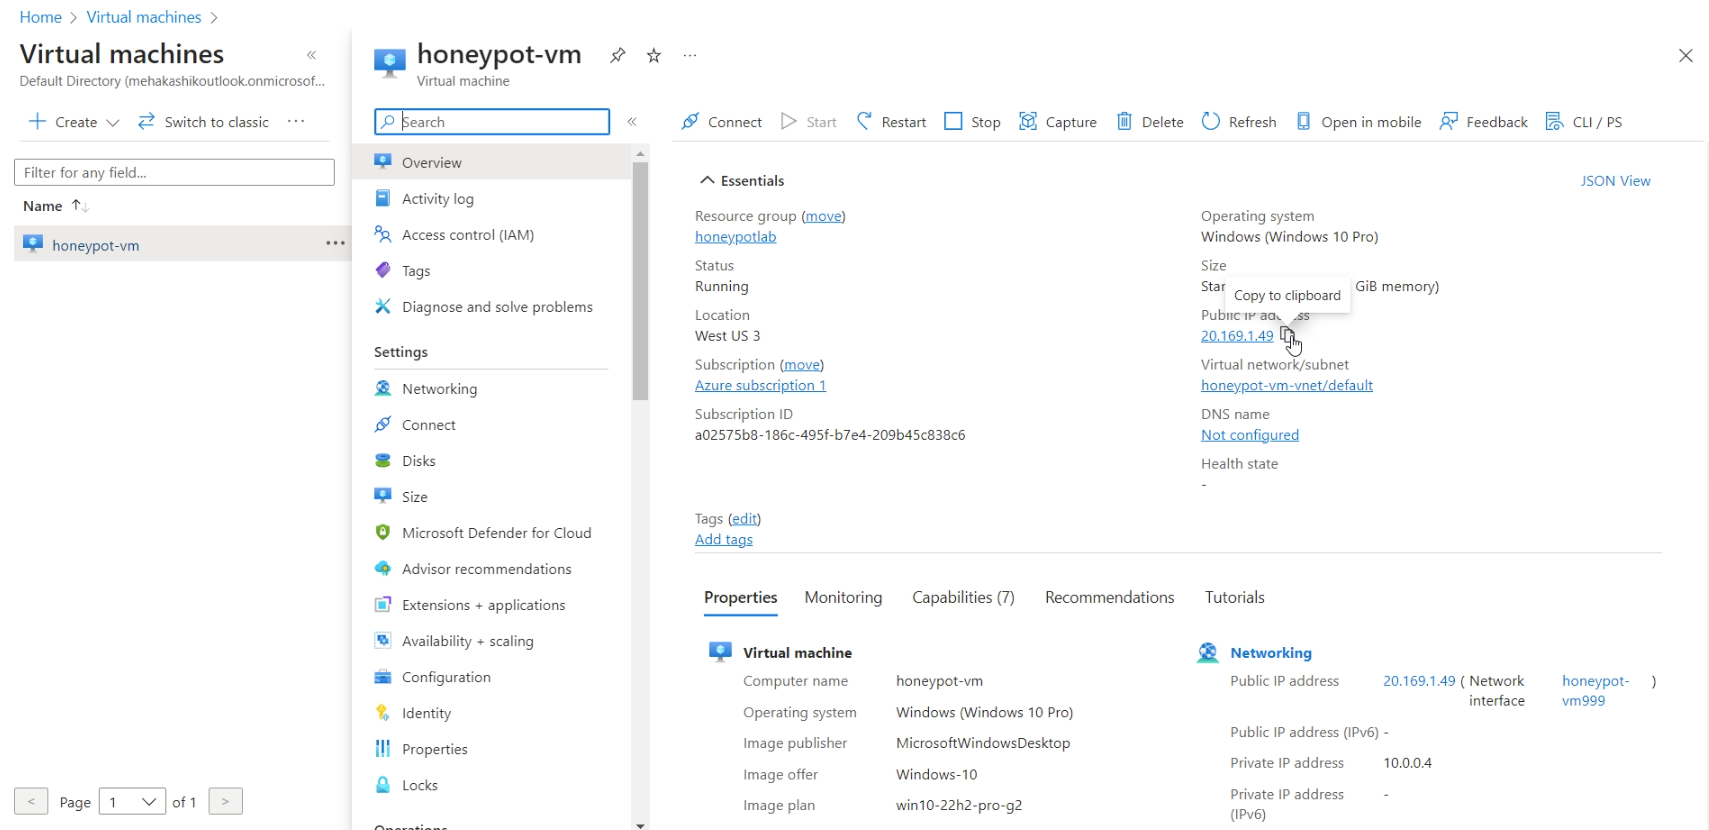 Home > Virtual machines >
Virtual machines «
Default Directory (mehakashikoutlook.onmicrosof...
+ Create Switch to classic ...
Filter for any field...
Name ↑↓
honeypot-vm ...
< Page 1 of 1 >
honeypot-vm ...
Virtual machine
Search «
Overview
Activity log
Access control (IAM)
Tags
Diagnose and solve problems
Settings
Networking
Connect
Disks
Size
Microsoft Defender for Cloud
Advisor recommendations
Extensions + applications
Availability + scaling
Configuration
Identity
Properties
Locks
Operations
Connect Start Restart Stop Capture Delete Refresh Open in mobile Feedback CLI / PS
Essentials JSON View
Resource group (move)
honeypotlab
Status
Running
Location
West US 3
Subscription (move)
Azure subscription 1
Subscription ID
a02575b8-186c-495f-b7e4-209b45c838c6
Operating system
Windows (Windows 10 Pro)
Size
GiB memory)
Copy to clipboard
Public IP address
20.169.1.49
Virtual network/subnet
honeypot-vm-vnet/default
DNS name
Not configured
Health state
-
Tags (edit)
Add tags
Properties Monitoring Capabilities (7) Recommendations Tutorials
Virtual machine
Computer name honeypot-vm
Operating system Windows (Windows 10 Pro)
Image publisher MicrosoftWindowsDesktop
Image offer Windows-10
Image plan win10-22h2-pro-g2
Networking
Public IP address 20.169.1.49 ( Network interface honeypot-vm999 )
Public IP address (IPv6) -
Private IP address 10.0.0.4
Private IP address (IPv6) -